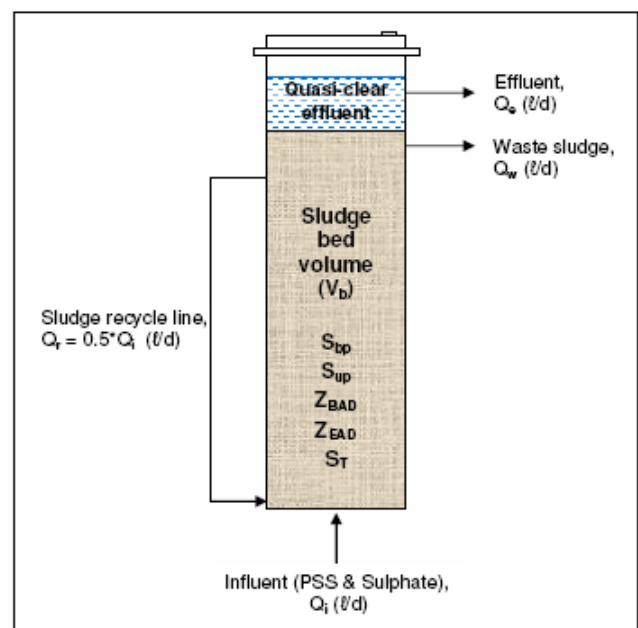 Quasi-clear
effluent
Effluent,
Qe (ℓ/d)
Waste sludge,
Qw (ℓ/d)
Sludge
bed
volume
(Vb)
Sludge recycle line,
Qr = 0.5*Qi (ℓ/d)
Sbp
Sup
ZBAD
ZEAD
ST
Influent (PSS & Sulphate),
Qi (ℓ/d)